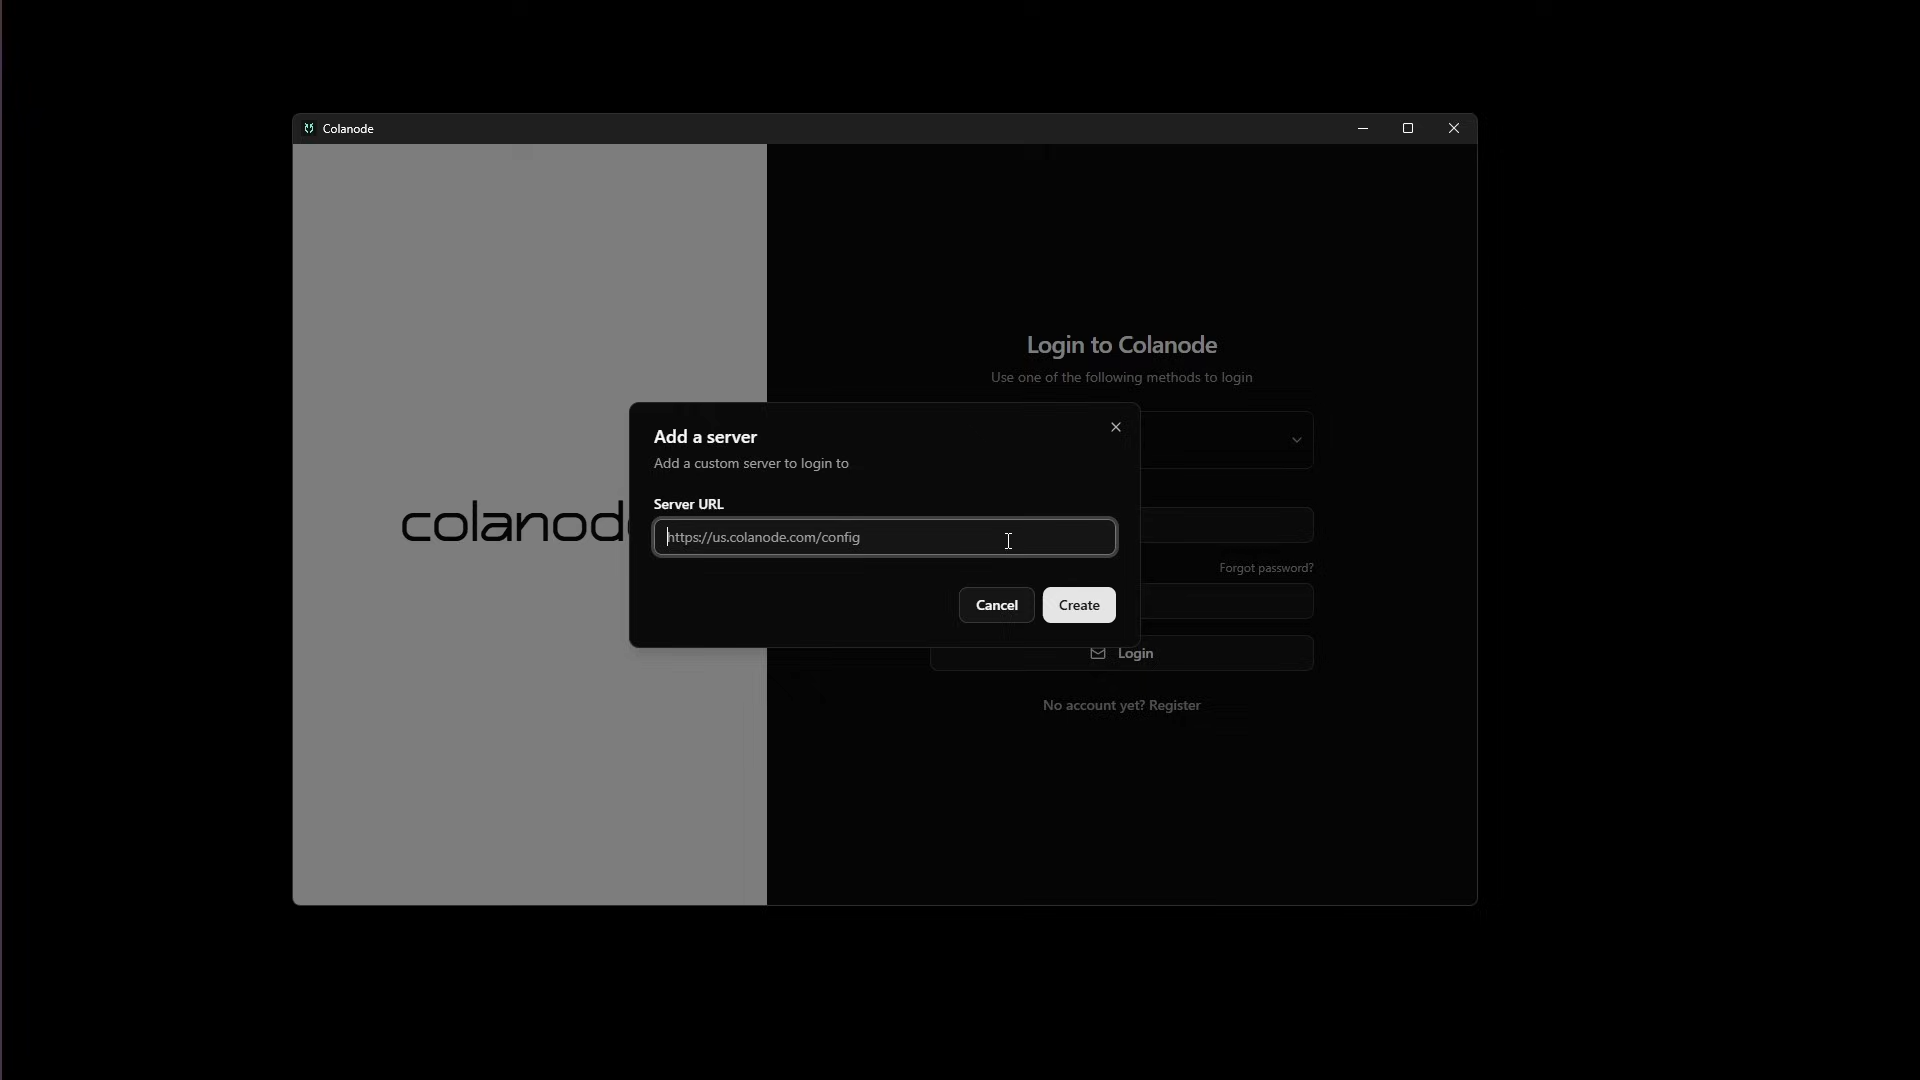 Colanode
colanod
Login to Colanode
Use one of the following methods to login
Add a server
Add a custom server to login to
Server URL
https://us.colanode.com/config
Forgot password?
Cancel
Create
Login
No account yet? Register